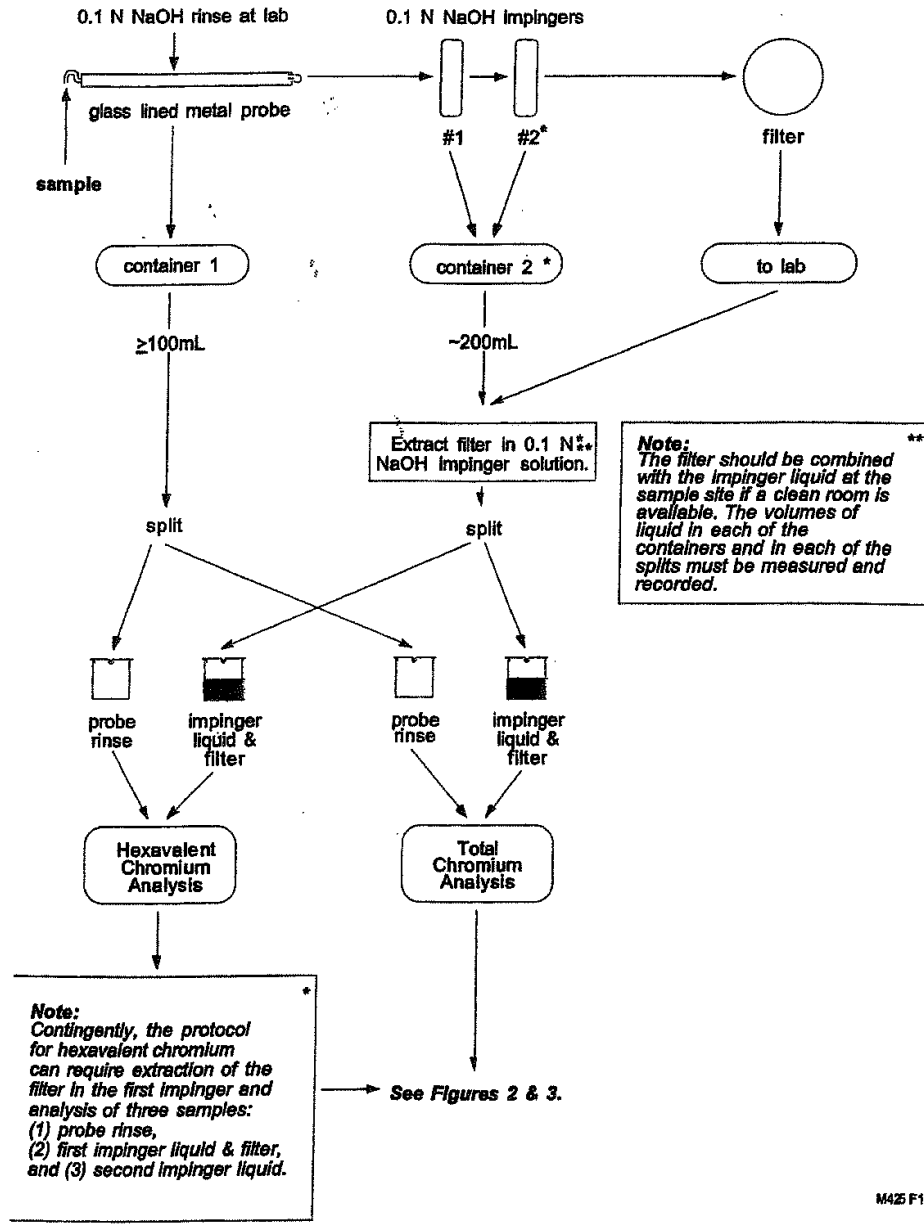 0.1 N NaOH rinse at lab
0.1 N NaOH Impingers
glass lined metal probe
#1
#2*
filter
sample
container 1
container 2 *
to lab
≥100mL
~200mL
Extract filter in 0.1 N***
NaOH Impinger solution.
**
Note:
The filter should be combined
with the impinger liquid at the
sample site if a clean room is
available. The volumes of
liquid in each of the
containers and in each of the
splits must be measured and
recorded.
split
split
probe
rinse
impinger
liquid &
filter
probe
rinse
impinger
liquid &
filter
Hexavalent
Chromium
Analysis
Total
Chromium
Analysis
*
Note:
Contingently, the protocol
for hexavalent chromium
can require extraction of the
filter in the first impinger and
analysis of three samples:
(1) probe rinse,
(2) first impinger liquid & filter,
and (3) second impinger liquid.
See Figures 2 & 3.
M425 F1